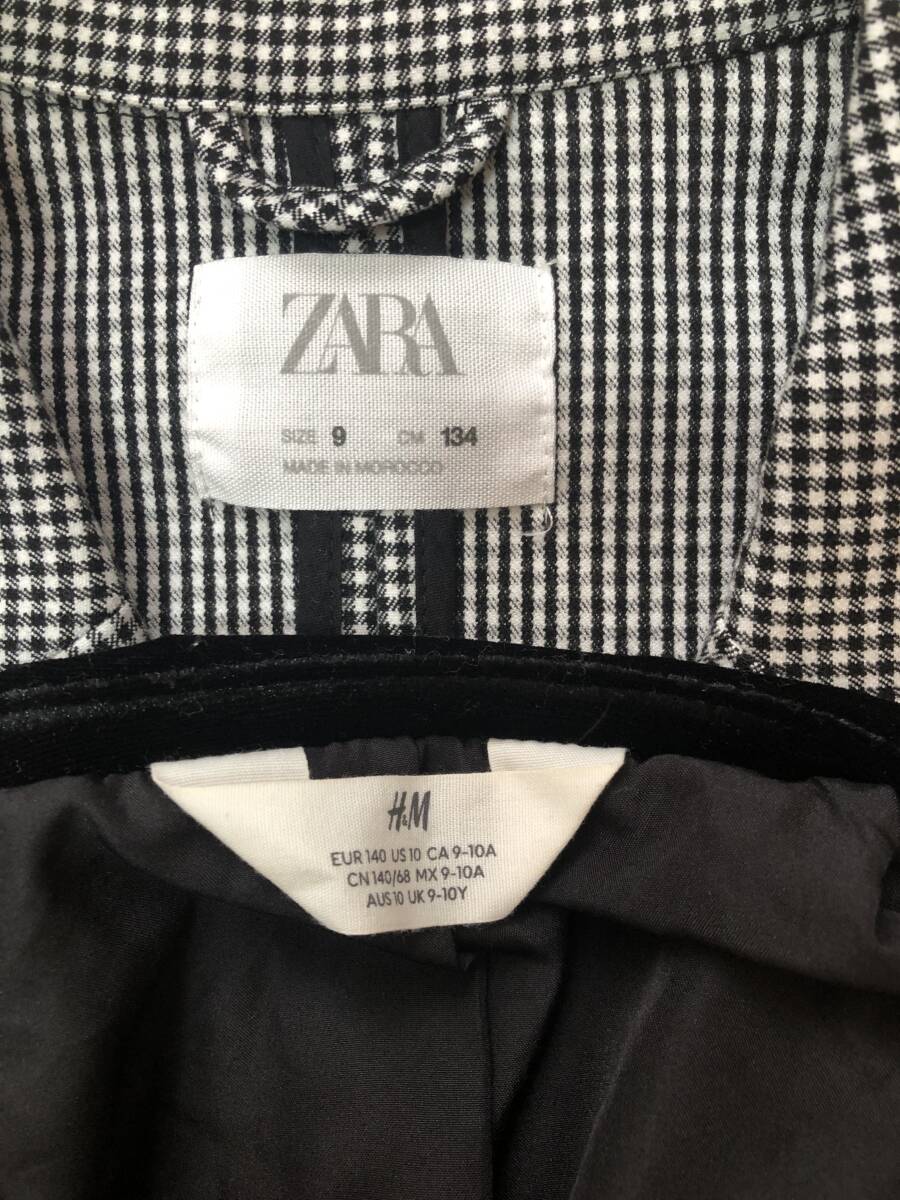 ZARA
SIZE 9 CM 134
MADE IN MOROCCO
H&M
EUR 140 US 10 CA 9-10A
CN 140/68 MX 9-10A
AUS 10 UK 9-10Y